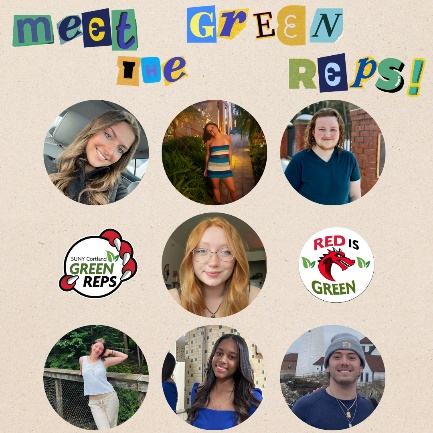 meet GrEEN
THE REPS!
SUNY Cortland
GREEN
REPS
RED IS
GREEN